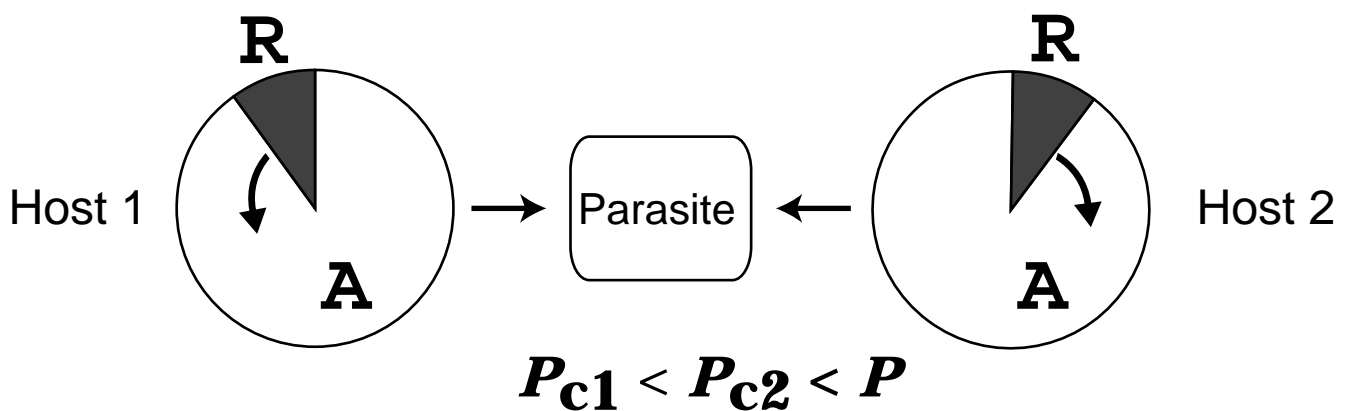 R
R
Host 1
Parasite
Host 2
A
A
Pc1 < Pc2 < P